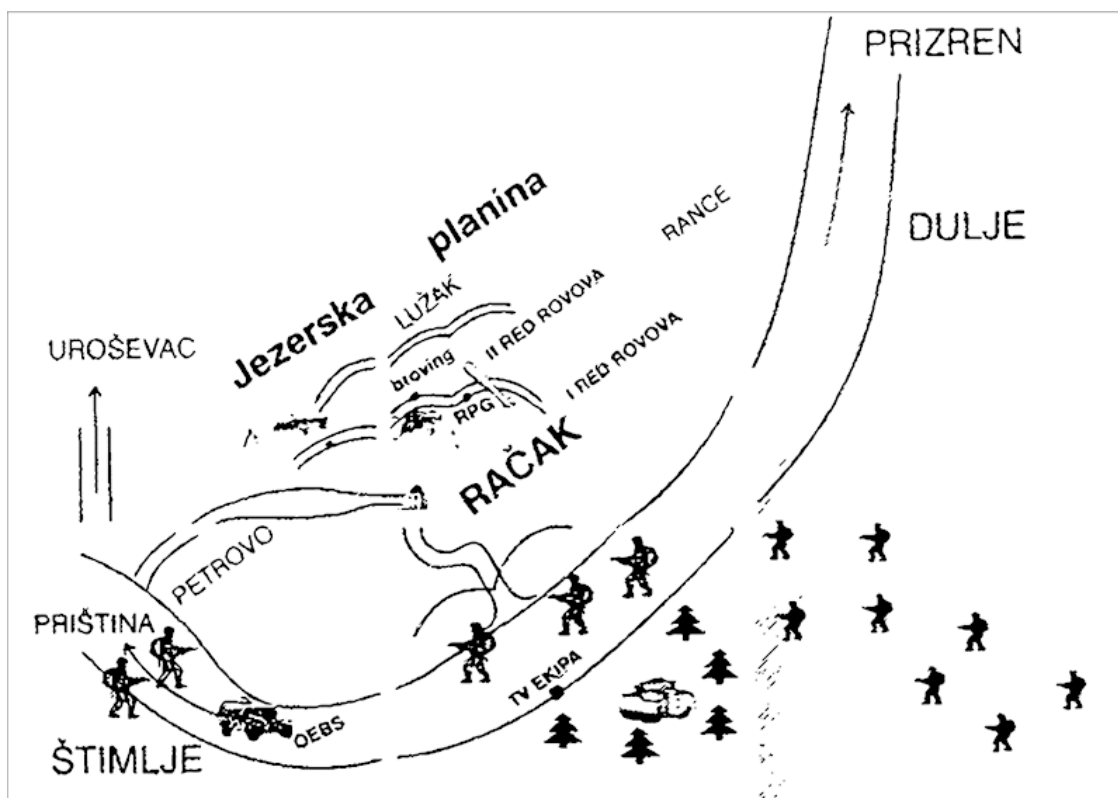 PRIZREN
planina
RANCE
DULJE
Jezerska
LUŽAK
II RED ROVOVA
UROŠEVAC
broving
I RED ROVOVA
RPG
RAČAK
PETROVO
PRIŠTINA
TV EKIPA
OEBS
ŠTIMLJE